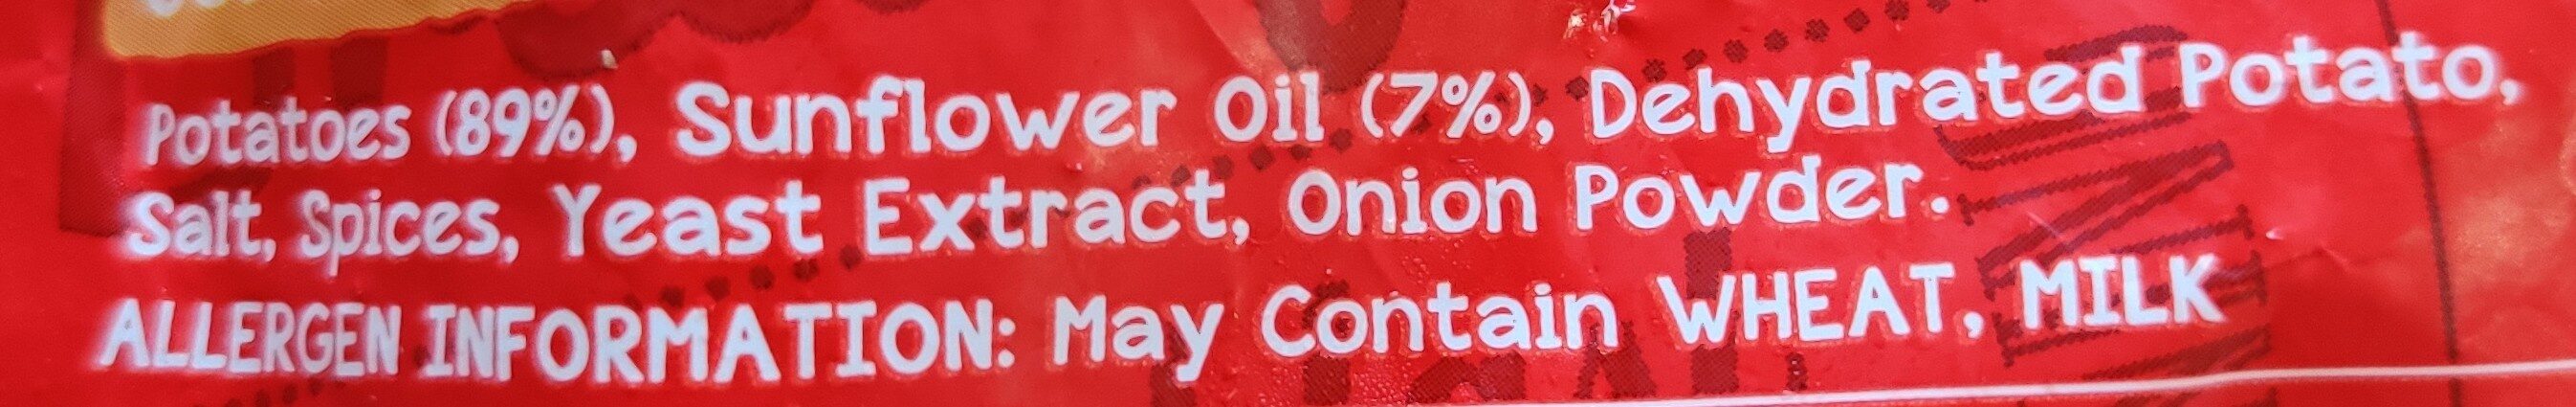 Potatoes (89%), Sunflower Oil (7%), Dehydrated Potato,
Salt, Spices, Yeast Extract, Onion Powder.
ALLERGEN INFORMATION: May Contain WHEAT, MILK